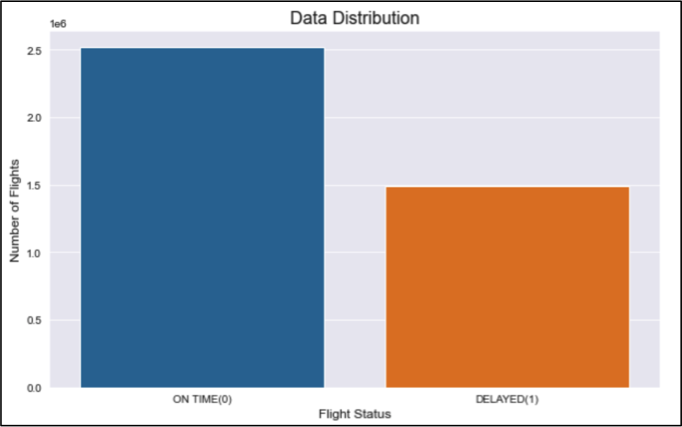 Data Distribution
1e6
2.5
2.0
1.5
1.0
0.5
0.0
Number of Flights
ON TIME(0)
DELAYED(1)
Flight Status